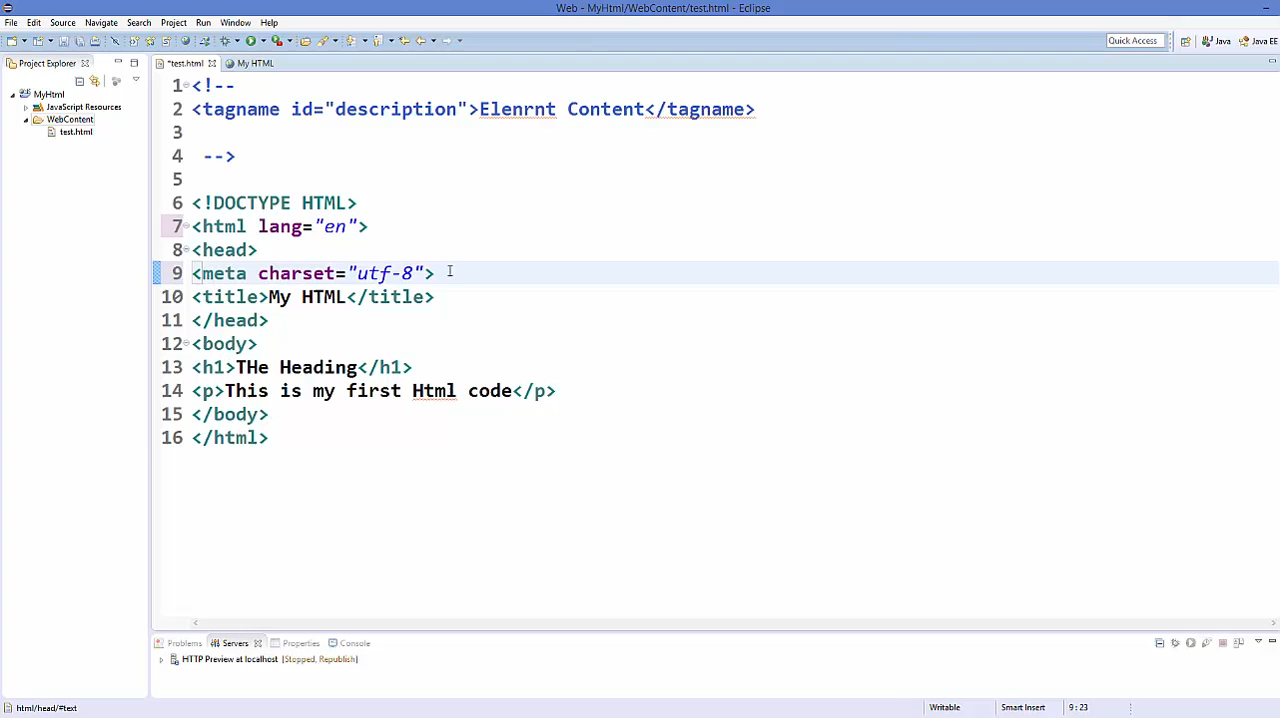 Web - MyHtml/WebContent/test.html - Eclipse
File Edit Source Navigate Search Project Run Window Help
Quick Access Java Java EE
Project Explorer
*test.html My HTML
MyHtml
JavaScript Resources
WebContent
test.html
1 <!--
2 <tagname id="description">Elenrnt Content</tagname>
3
4 -->
5
6 <!DOCTYPE HTML>
7 <html lang="en">
8 <head>
9 <meta charset="utf-8">
10 <title>My HTML</title>
11 </head>
12 <body>
13 <h1>THe Heading</h1>
14 <p>This is my first Html code</p>
15 </body>
16 </html>
Problems Servers Properties Console
HTTP Preview at localhost [Stopped, Republish]
html/head/#text Writable Smart Insert 9 : 23